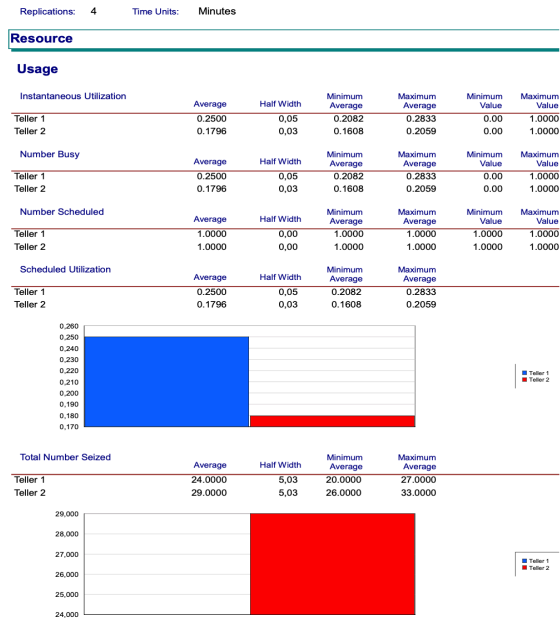 Replications: 4 Time Units: Minutes
Resource
Usage
Instantaneous Utilization Average Half Width Minimum Average Maximum Average Minimum Value Maximum Value
Teller 1 0.2500 0,05 0.2082 0.2833 0.00 1.0000
Teller 2 0.1796 0,03 0.1608 0.2059 0.00 1.0000
Number Busy Average Half Width Minimum Average Maximum Average Minimum Value Maximum Value
Teller 1 0.2500 0,05 0.2082 0.2833 0.00 1.0000
Teller 2 0.1796 0,03 0.1608 0.2059 0.00 1.0000
Number Scheduled Average Half Width Minimum Average Maximum Average Minimum Value Maximum Value
Teller 1 1.0000 0,00 1.0000 1.0000 1.0000 1.0000
Teller 2 1.0000 0,00 1.0000 1.0000 1.0000 1.0000
Scheduled Utilization Average Half Width Minimum Average Maximum Average
Teller 1 0.2500 0,05 0.2082 0.2833
Teller 2 0.1796 0,03 0.1608 0.2059
0,260
0,250
0,240
0,230
0,220
0,210
0,200
0,190
0,180
0,170
Teller 1
Teller 2
Total Number Seized Average Half Width Minimum Average Maximum Average
Teller 1 24.0000 5,03 20.0000 27.0000
Teller 2 29.0000 5,03 26.0000 33.0000
29,000
28,000
27,000
26,000
25,000
24,000
Teller 1
Teller 2